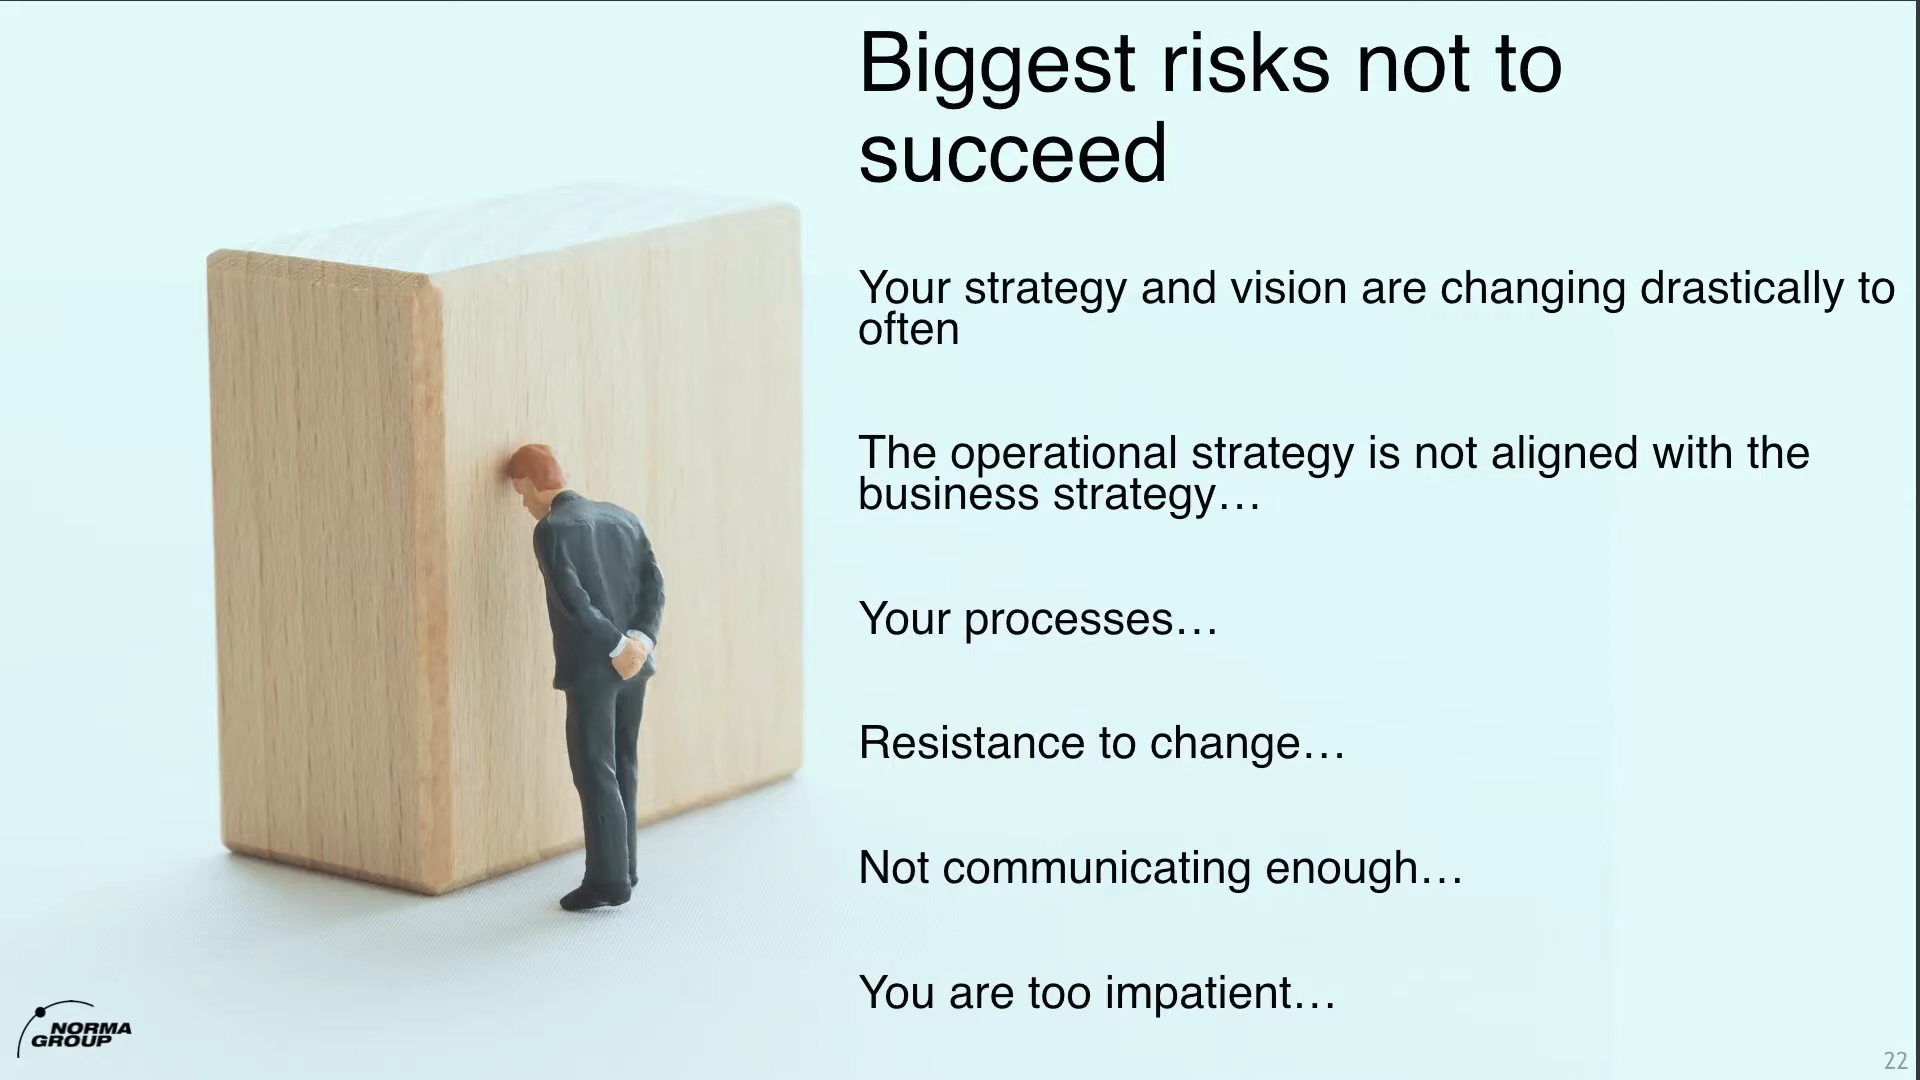 Biggest risks not to
succeed
Your strategy and vision are changing drastically to
often
The operational strategy is not aligned with the
business strategy…
Your processes…
Resistance to change…
Not communicating enough…
You are too impatient…
NORMA
GROUP
22